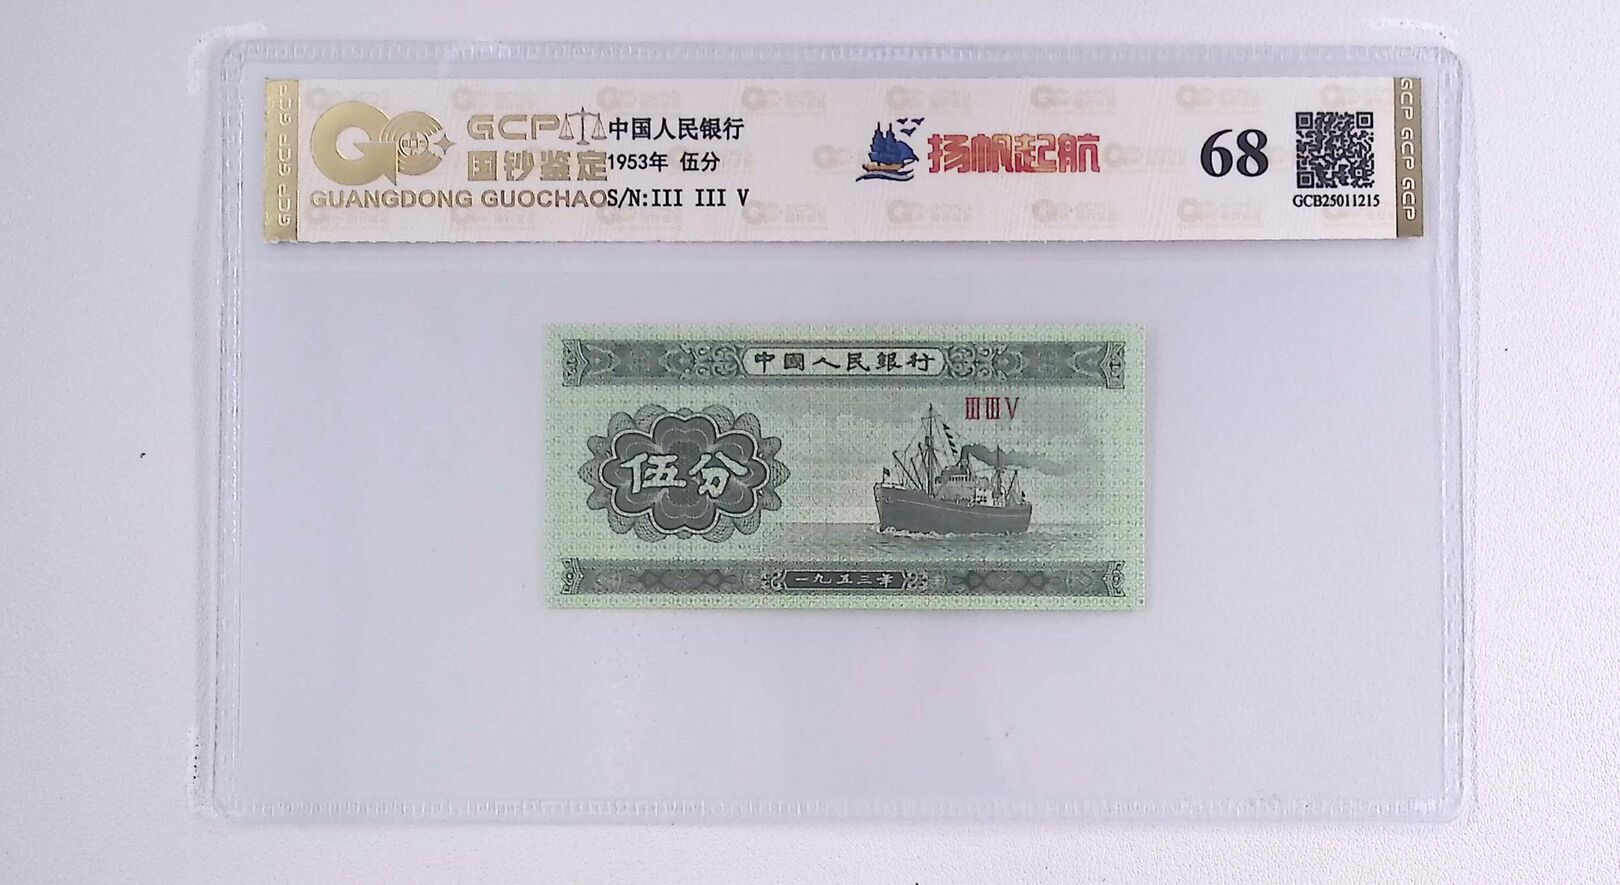 GCP
国钞鉴定
GUANGDONG GUOCHAO
中国人民银行
1953年 伍分
S/N:III III V
扬帆起航
68
GCB25011215
GCP GCP GCP
GCP GCP GCP
中國人民銀行
III III V
伍分
一九五三年